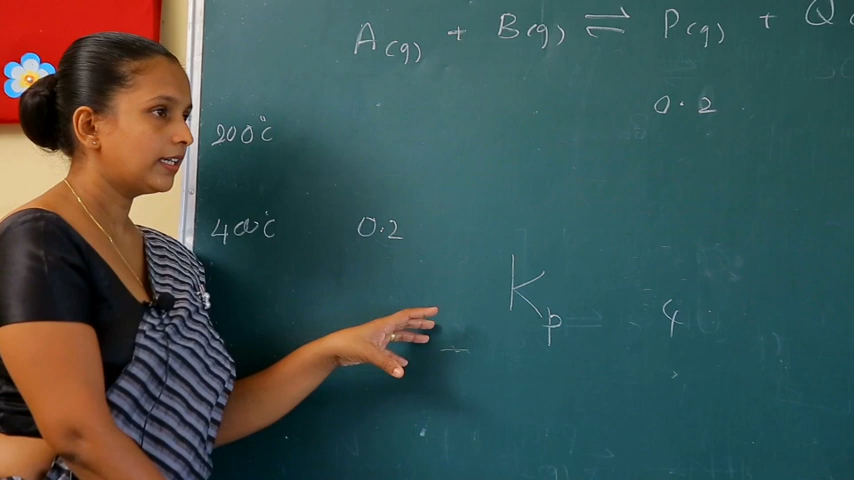 A(g) + B(g) ⇌ P(g) + Q
0.2
200°C
400°C 0.2
Kp 4